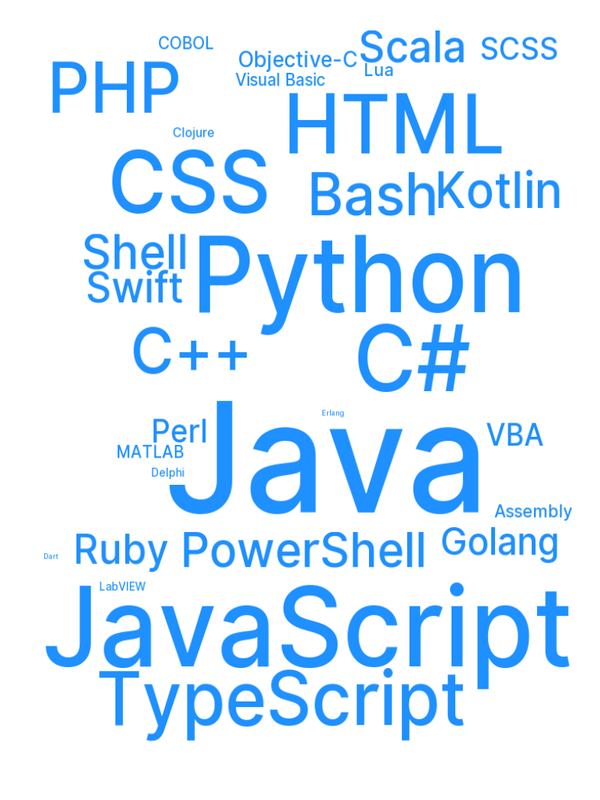 COBOL
Scala
SCSS
Objective-C
Lua
Visual Basic
PHP
HTML
Clojure
CSS
Bash
Kotlin
Shell
Swift
Python
C++
C#
Java
Erlang
Perl
VBA
MATLAB
Delphi
Assembly
Ruby
PowerShell
Golang
Dart
LabVIEW
JavaScript
TypeScript